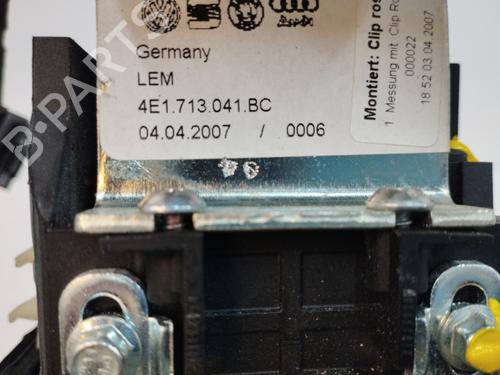 Germany
LEM
4E1.713.041.BC
04.04.2007 / 0006
Montiert: Clip ros
1. Messung mit: Clip Ro
000022
18:52 03.04.2007
B-PARTS